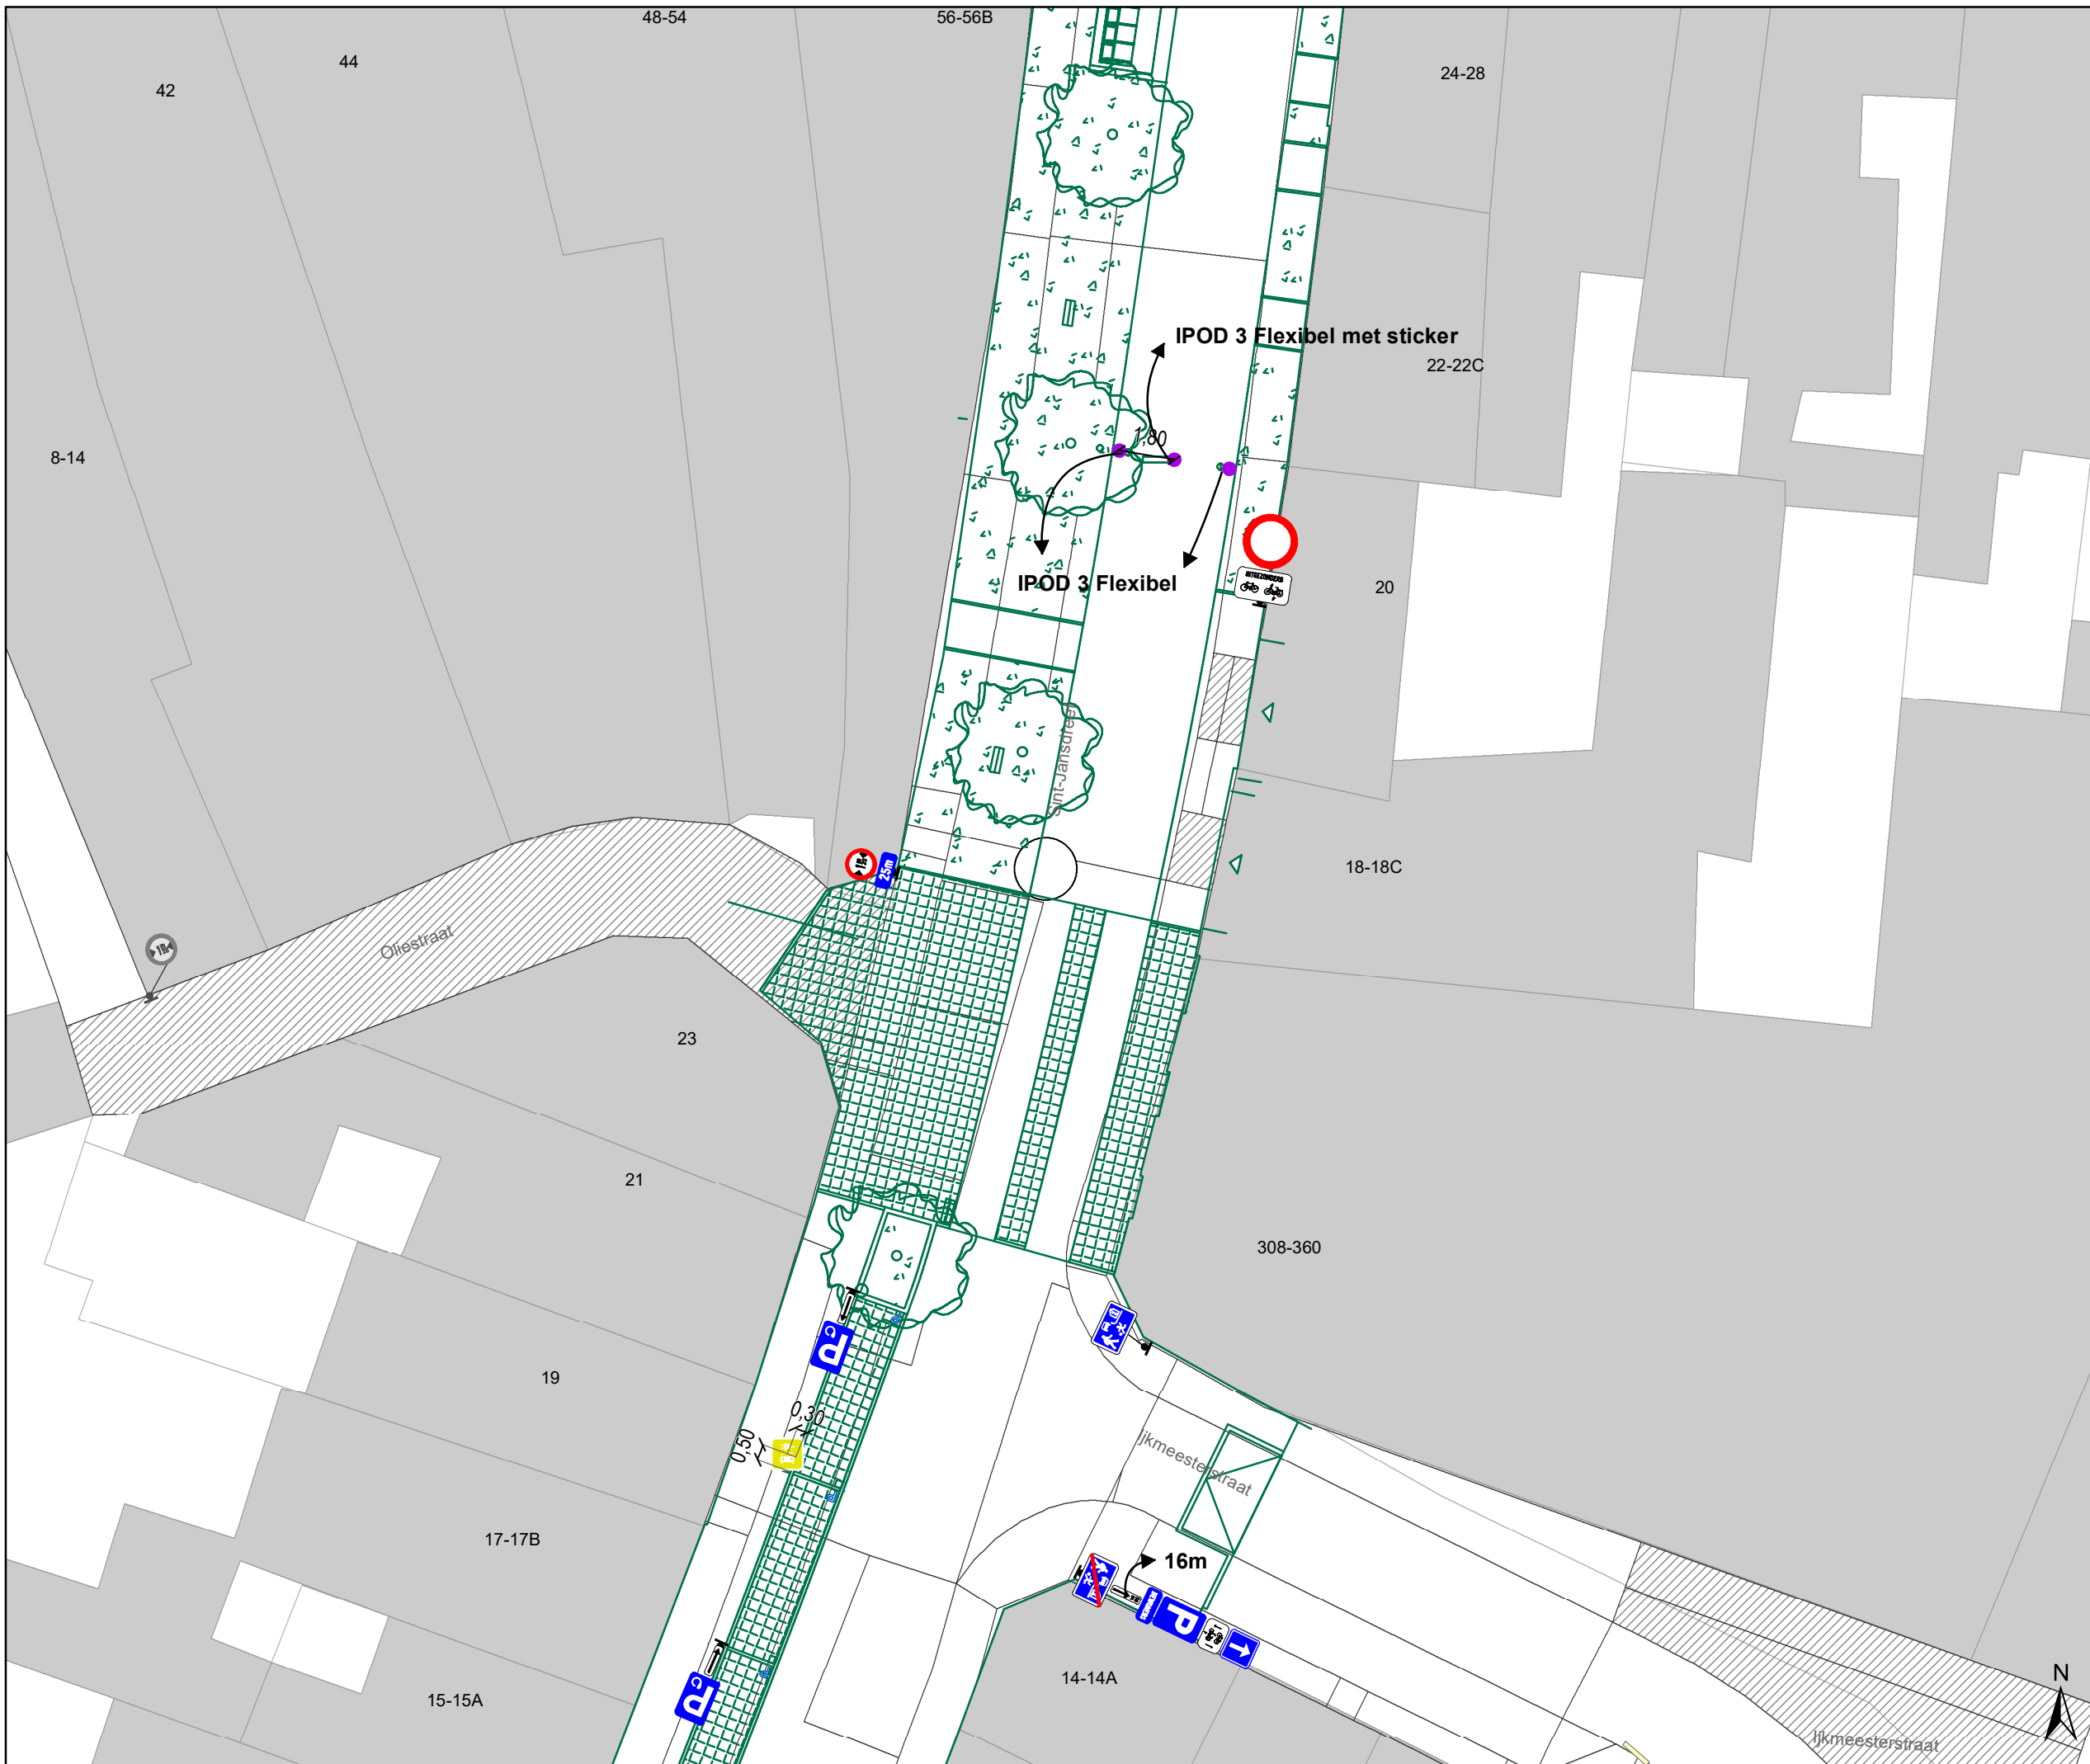 48-54
56-56B
44
42
24-28
IPOD 3 Flexibel met sticker
22-22C
1,80
8-14
IPOD 3 Flexibel
UITGEZONDERD
20
Sint-Jansdreef
25m
18-18C
Oliestraat
23
21
308-360
P
19
0,30
0,50
Ijkmeesterstraat
17-17B
16m
P
14-14A
15-15A
P
N
Ijkmeesterstraat